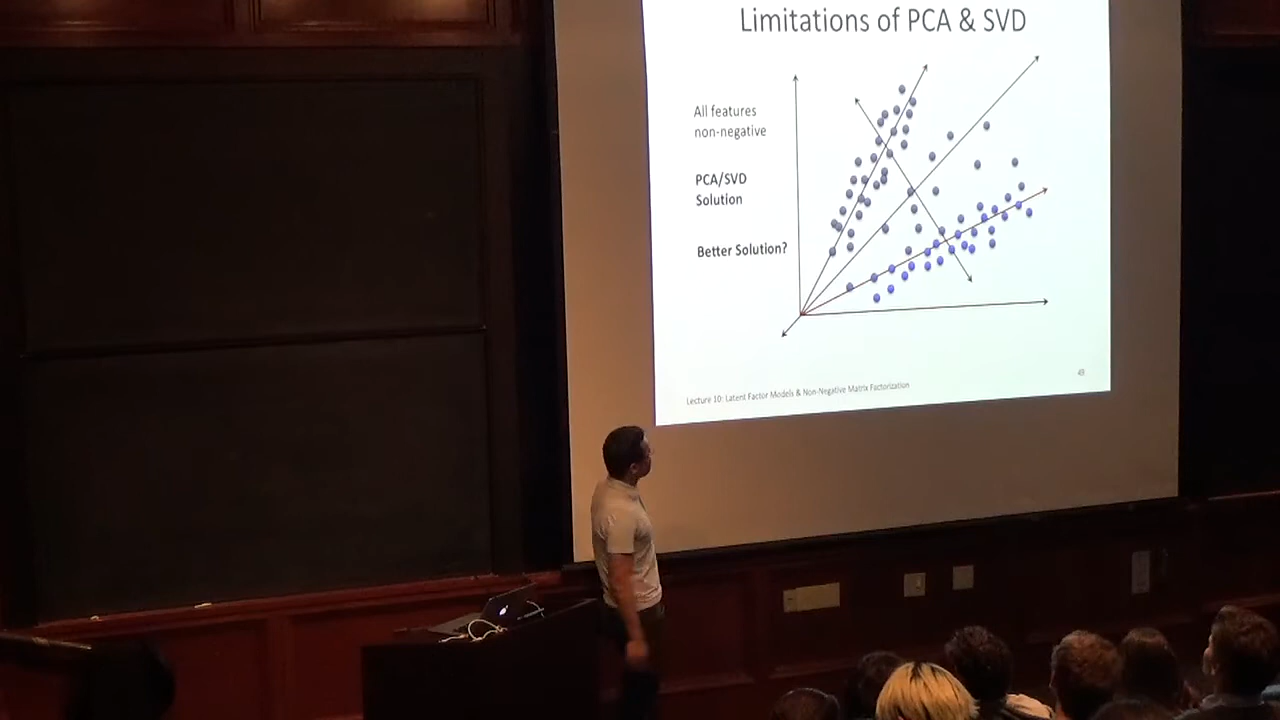 Limitations of PCA & SVD
All features
non-negative
PCA/SVD
Solution
Better Solution?
Lecture 10: Latent Factor Models & Non-Negative Matrix Factorization